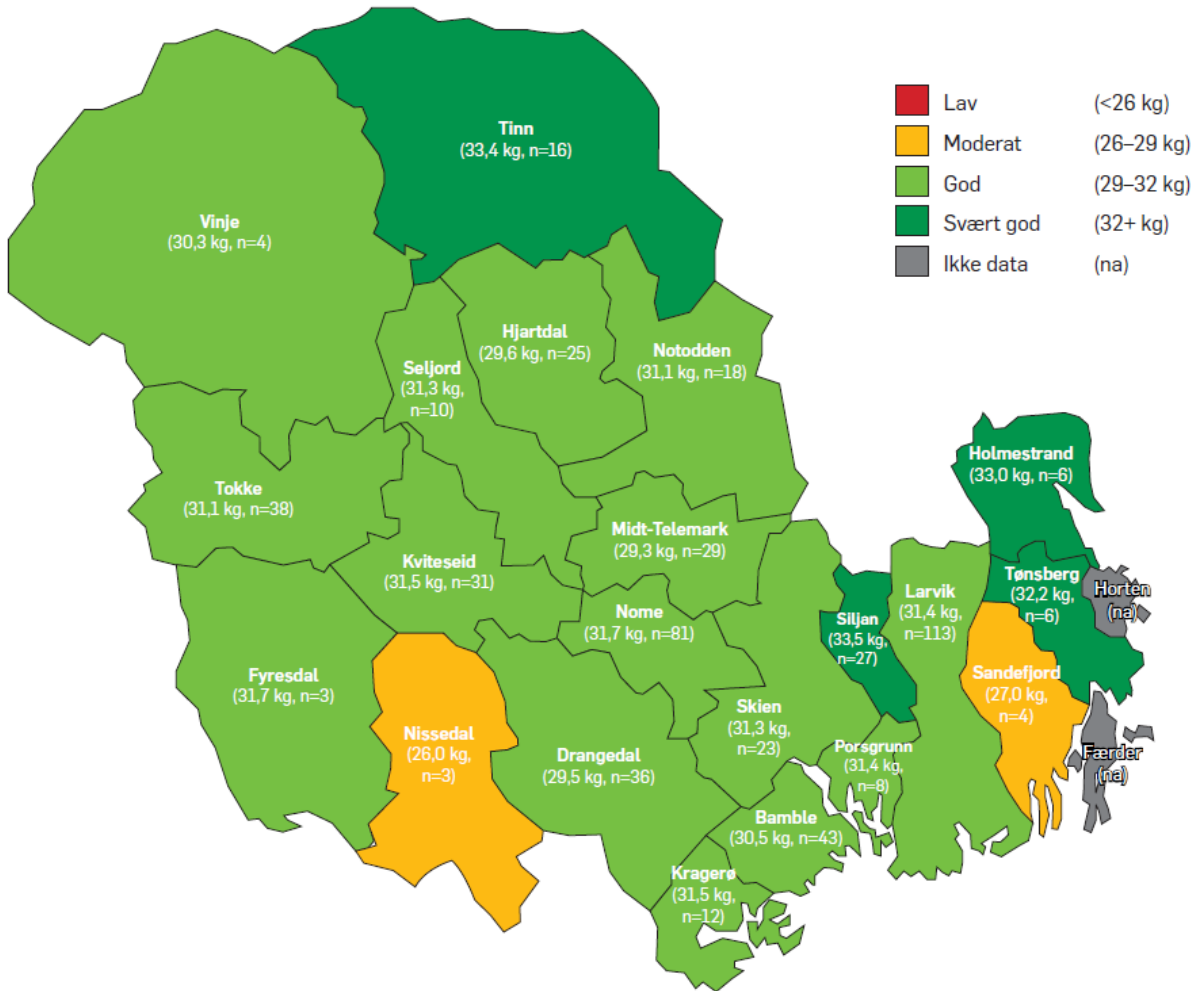 Lav (<26 kg)
Moderat (26–29 kg)
God (29–32 kg)
Svært god (32+ kg)
Ikke data (na)
Tinn
(33,4 kg, n=16)
Vinje
(30,3 kg, n=4)
Hjartdal
(29,6 kg, n=25)
Notodden
(31,1 kg, n=18)
Seljord
(31,3 kg,
n=10)
Holmestrand
(33,0 kg, n=6)
Tokke
(31,1 kg, n=38)
Midt-Telemark
(29,3 kg, n=29)
Kviteseid
(31,5 kg, n=31)
Tønsberg
(32,2 kg,
n=6)
Horten
(na)
Larvik
(31,4 kg,
n=113)
Nome
(31,7 kg, n=81)
Siljan
(33,5 kg,
n=27)
Fyresdal
(31,7 kg, n=3)
Sandefjord
(27,0 kg,
n=4)
Skien
(31,3 kg,
n=23)
Nissedal
(26,0 kg,
n=3)
Drangedal
(29,5 kg, n=36)
Porsgrunn
(31,4 kg,
n=8)
Færder
(na)
Bamble
(30,5 kg, n=43)
Kragerø
(31,5 kg,
n=12)